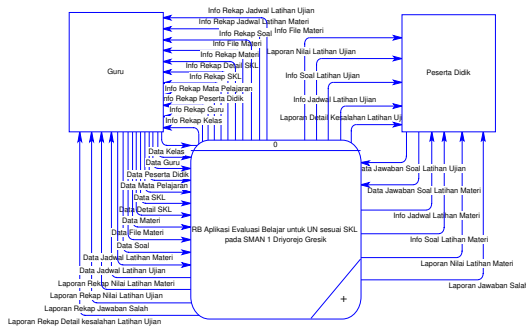 Info Rekap Jadwal Latihan Ujian
Info Rekap Jadwal Latihan Materi
Info Rekap Soal
Info File Materi
Info Rekap Materi
Info Rekap Detail SKL
Info Rekap SKL
Info Rekap Mata Pelajaran
Info Rekap Peserta Didik
Info Rekap Guru
Info Rekap Kelas
Guru
Peserta Didik
Info File Materi
Laporan Nilai Latihan Ujian
Info Soal Latihan Ujian
Info Jadwal Latihan Ujian
Laporan Detail Kesalahan Latihan Uji
0
Data Kelas
Data Guru
Data Peserta Didik
Data Mata Pelajaran
Data SKL
Data Detail SKL
Data Materi
Data File Materi
Data Soal
Data Jadwal Latihan Materi
Data Jadwal Latihan Ujian
Laporan Rekap Nilai Latihan Materi
Laporan Rekap Nilai Latihan Ujian
Laporan Rekap Jawaban Salah
Laporan Rekap Detail kesalahan Latihan Ujian
RB Aplikasi Evaluasi Belajar untuk UN sesuai SKL
pada SMAN 1 Driyorejo Gresik
+
Data Jawaban Soal Latihan Ujian
Data Jawaban Soal Latihan Materi
Info Jadwal Latihan Materi
Info Soal Latihan Materi
Laporan Nilai Latihan Materi
Laporan Jawaban Salah